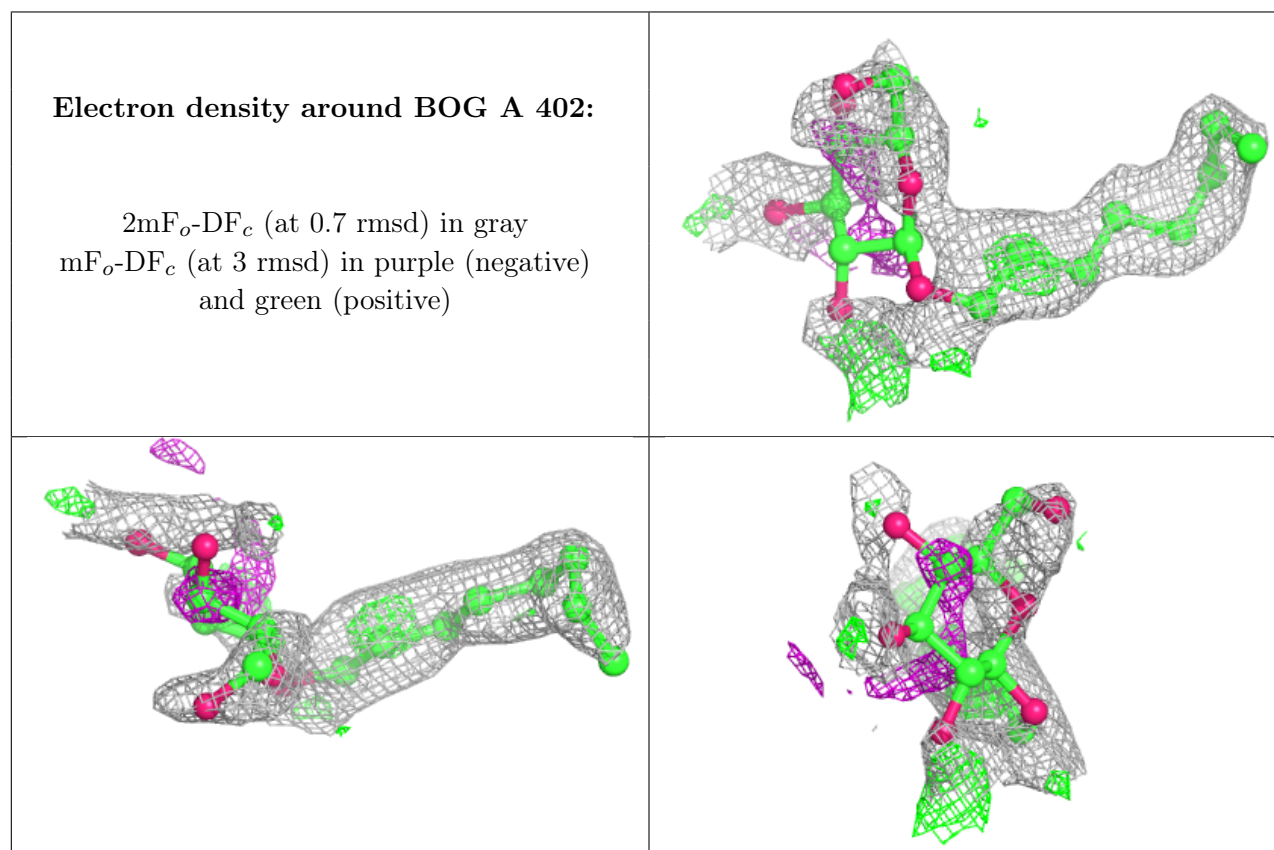 Electron density around BOG A 402:
2mFo-DFc (at 0.7 rmsd) in gray
mFo-DFc (at 3 rmsd) in purple (negative)
and green (positive)